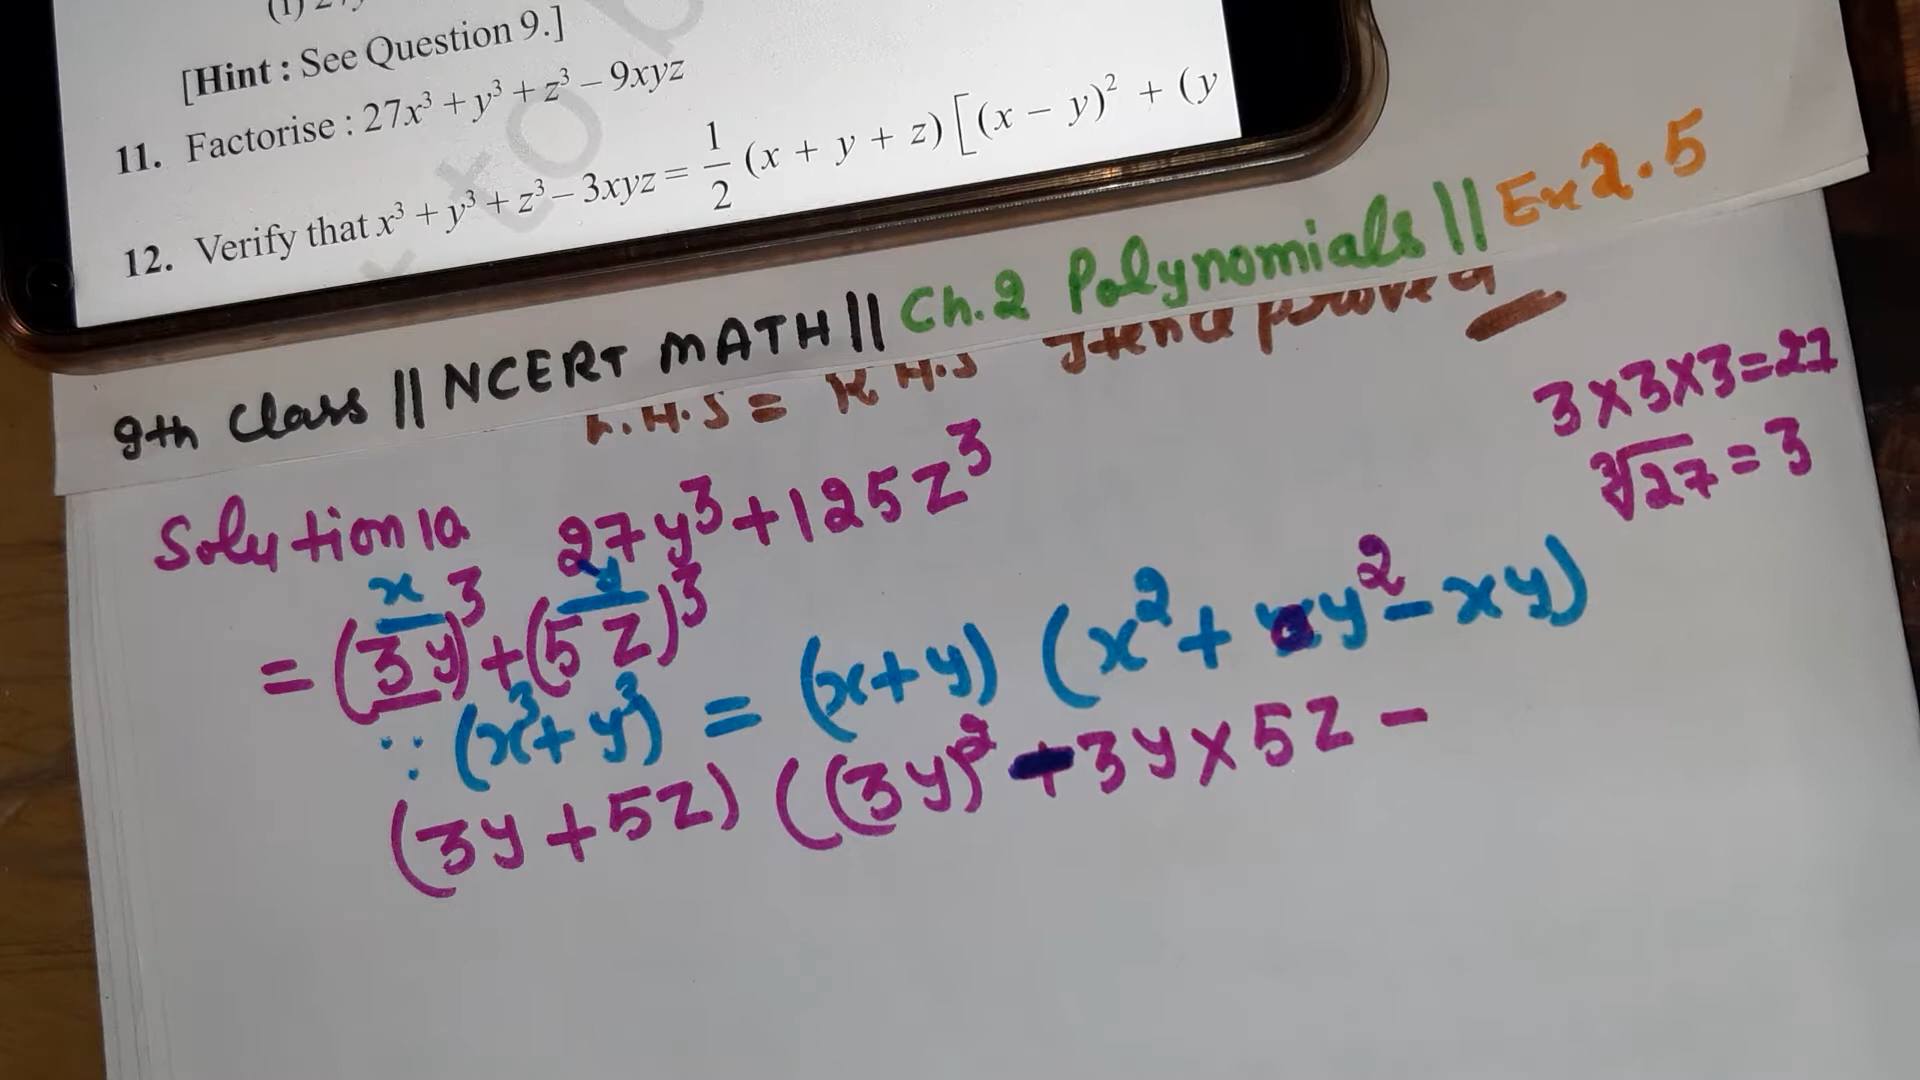 [Hint : See Question 9.]
11. Factorise : 27x³ + y³ + z³ – 9xyz
12. Verify that x³ + y³ + z³ – 3xyz = 1/2 (x + y + z) [(x – y)² + (y
9th Class || NCERT MATH || Ch.2 Polynomials || Ex 2.5
L.H.S = R.H.S Hence proved
3×3×3=27
∛27 = 3
Solution 10 27y³+125z³
x y
= (3y)³+(5z)³
∵ (x³+y³) = (x+y) (x²+y²-xy)
(3y+5z) ((3y)² - 3y×5z -